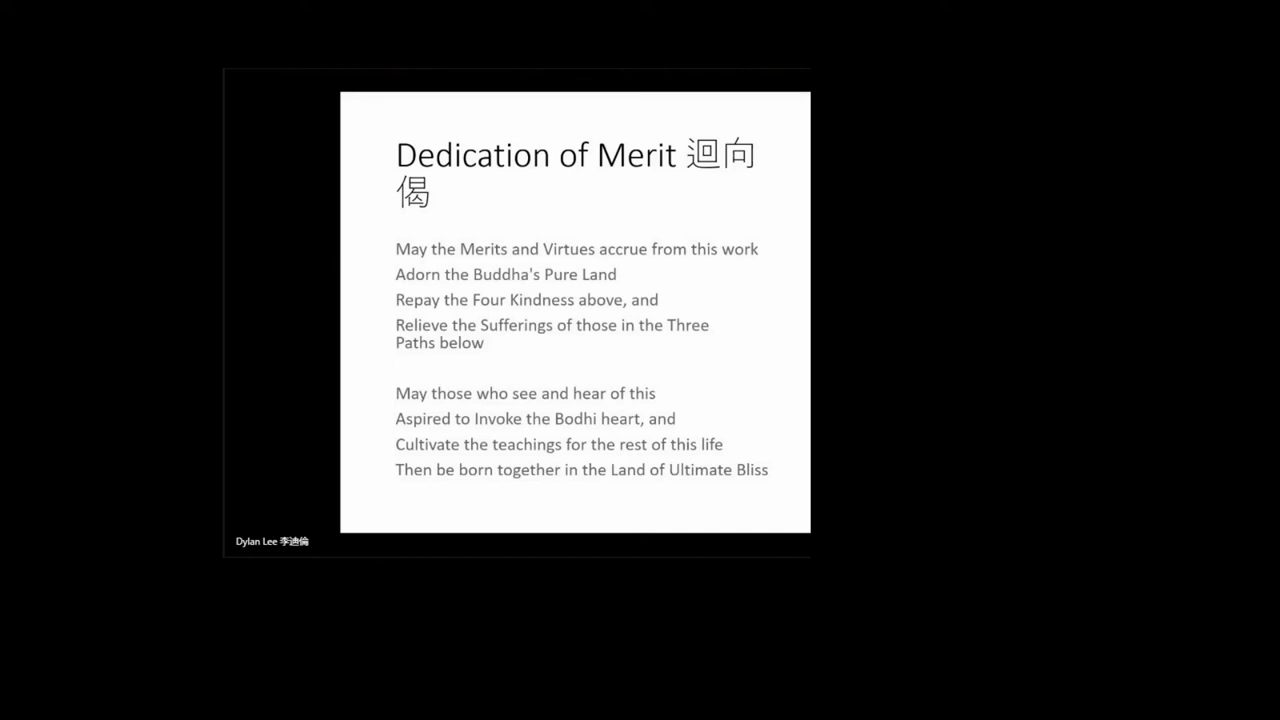 Dedication of Merit 迴向
偈
May the Merits and Virtues accrue from this work
Adorn the Buddha's Pure Land
Repay the Four Kindness above, and
Relieve the Sufferings of those in the Three
Paths below
May those who see and hear of this
Aspired to Invoke the Bodhi heart, and
Cultivate the teachings for the rest of this life
Then be born together in the Land of Ultimate Bliss
Dylan Lee 李迪倫